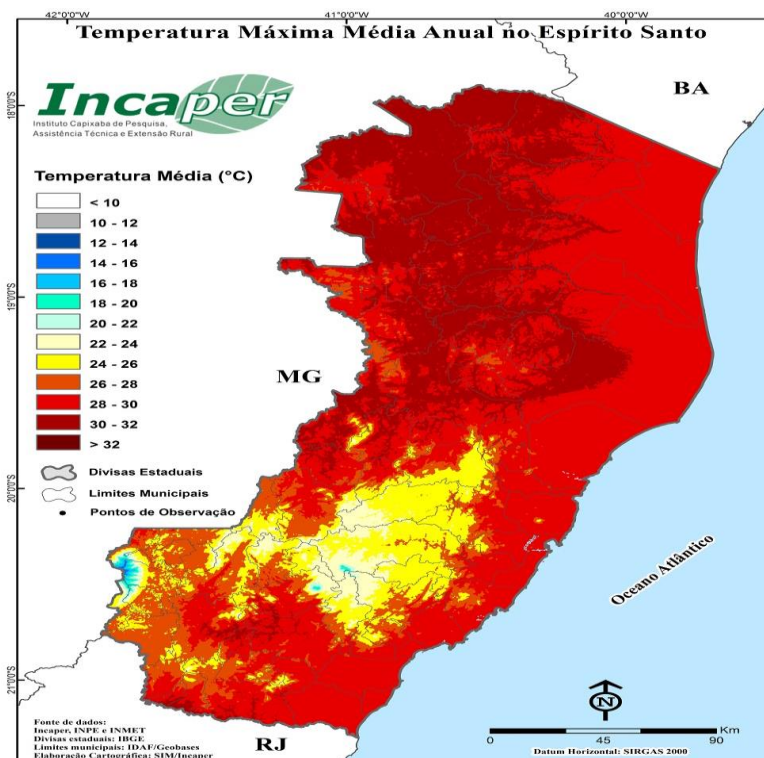 42°0'0"W 41°0'0"W 40°0'0"W
Temperatura Máxima Média Anual no Espírito Santo
BA
18°0'0"S
Incaper
Instituto Capixaba de Pesquisa,
Assistência Técnica e Extensão Rural
Temperatura Média (°C)
< 10
10 - 12
12 - 14
14 - 16
16 - 18
18 - 20
20 - 22
22 - 24
24 - 26
26 - 28
28 - 30
30 - 32
> 32
19°0'0"S
MG
Divisas Estaduais
Limites Municipais
Pontos de Observação
20°0'0"S
Oceano Atlântico
21°0'0"S
N
Fonte de dados:
Incaper, INPE e INMET
Divisas estaduais: IBGE
Limites municipais: IDAF/Geobases
Elaboração Cartográfica: SIM/Incaper
RJ
Km
0 45 90
Datum Horizontal: SIRGAS 2000